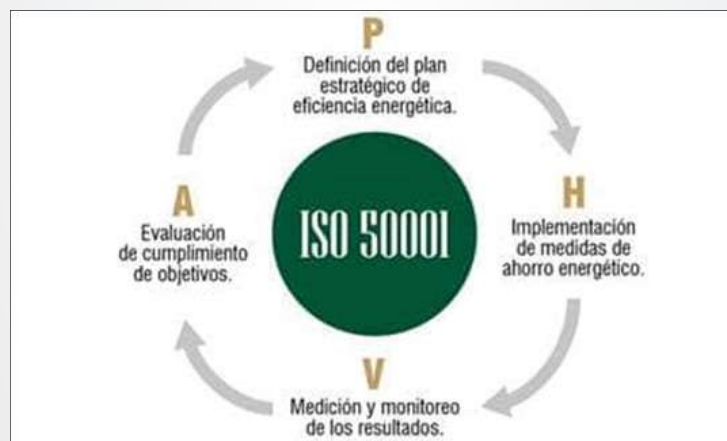 P
Definición del plan
estratégico de
eficiencia energética.
H
Implementación
de medidas de
ahorro energético.
V
Medición y monitoreo
de los resultados.
A
Evaluación
de cumplimiento
de objetivos.
ISO 50001